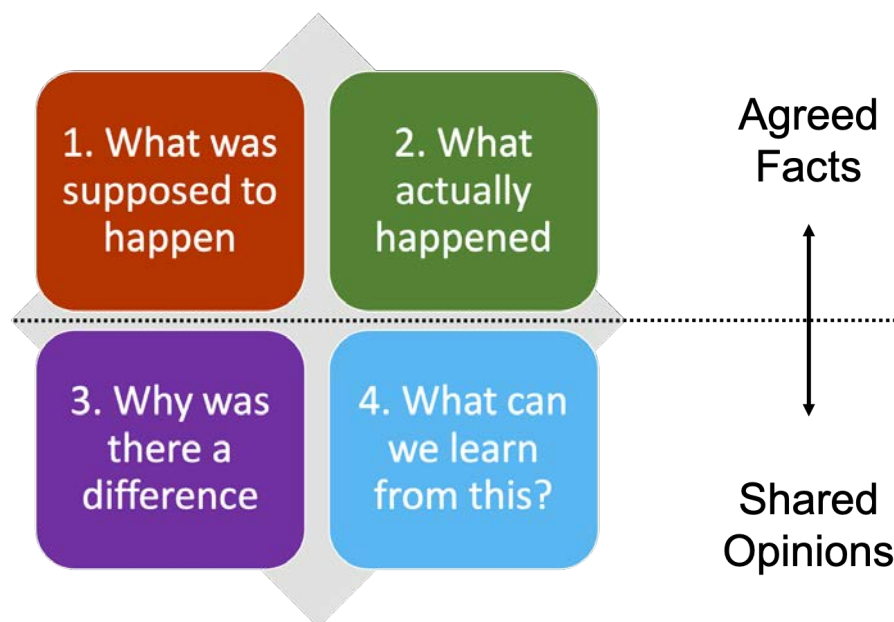 1. What was
supposed to
happen
2. What
actually
happened
Agreed
Facts
3. Why was
there a
difference
4. What can
we learn
from this?
Shared
Opinions